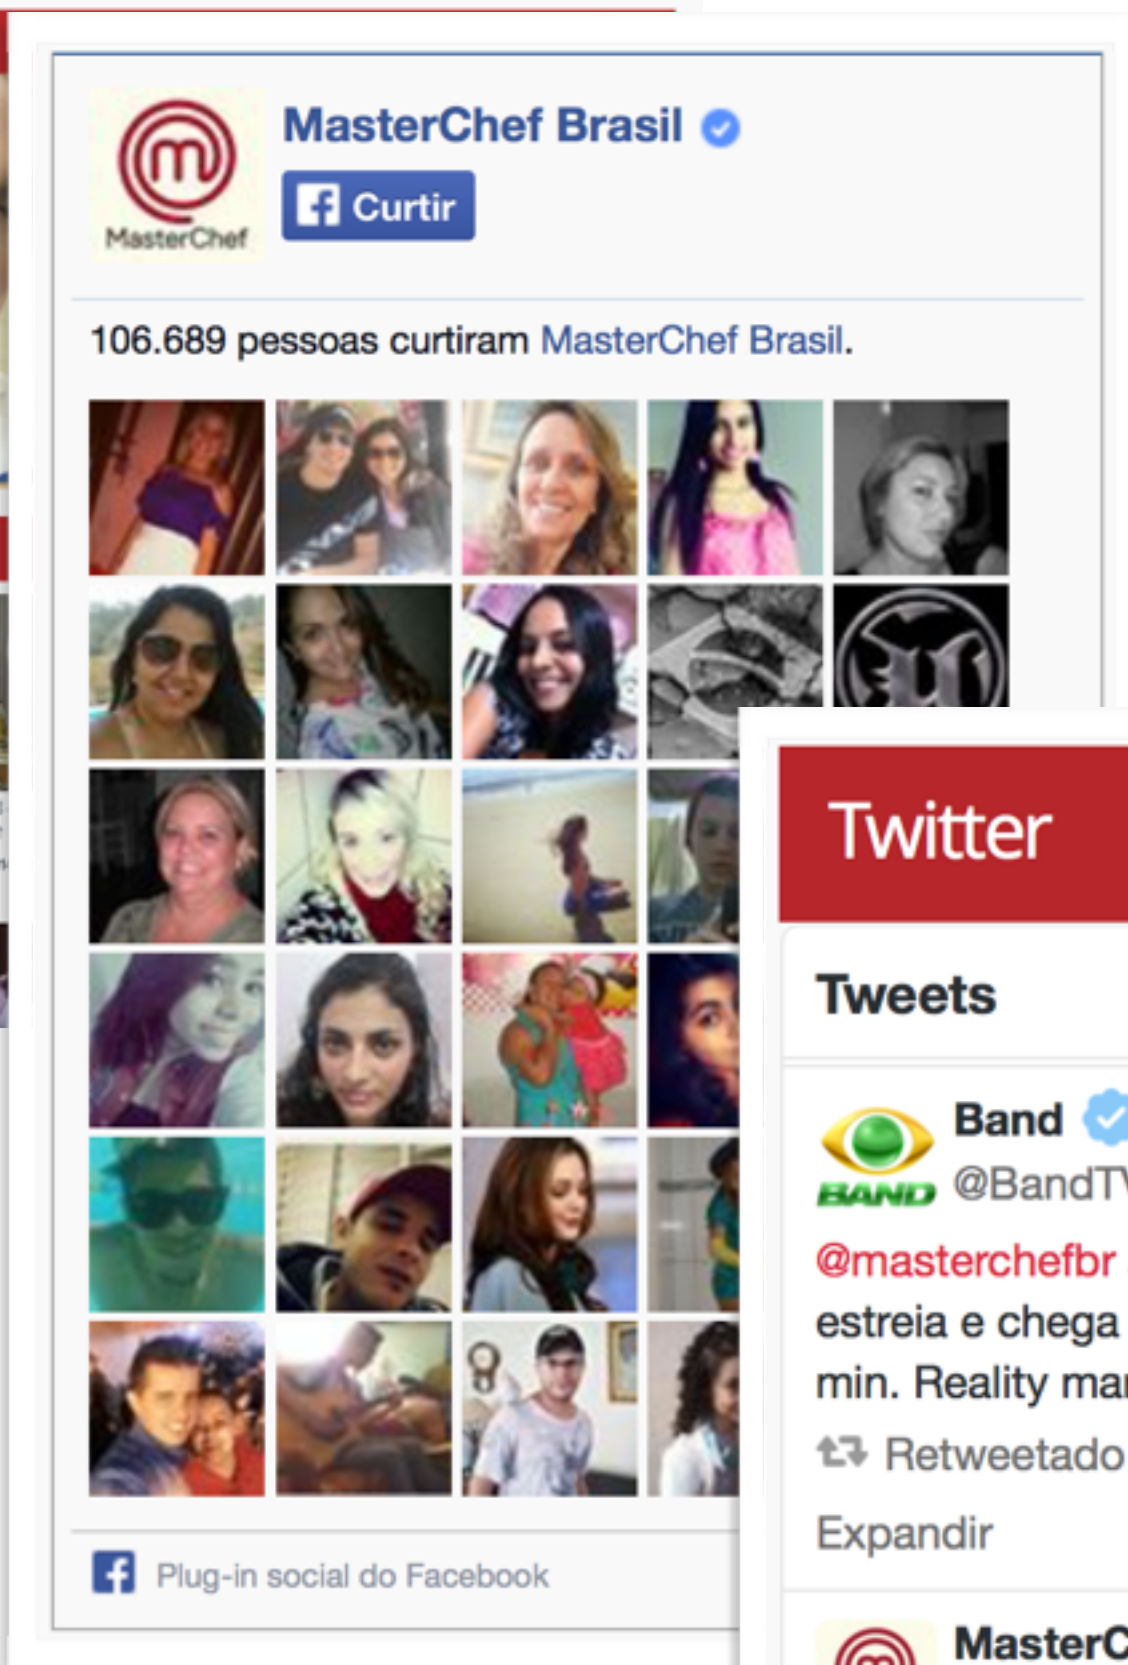 MasterChef Brasil
Curtir
MasterChef
106.689 pessoas curtiram MasterChef Brasil.
Plug-in social do Facebook
Twitter
Tweets
Band
BAND
@BandTV
@masterchefbr
estreia e chega
min. Reality
Retweetado
Expandir